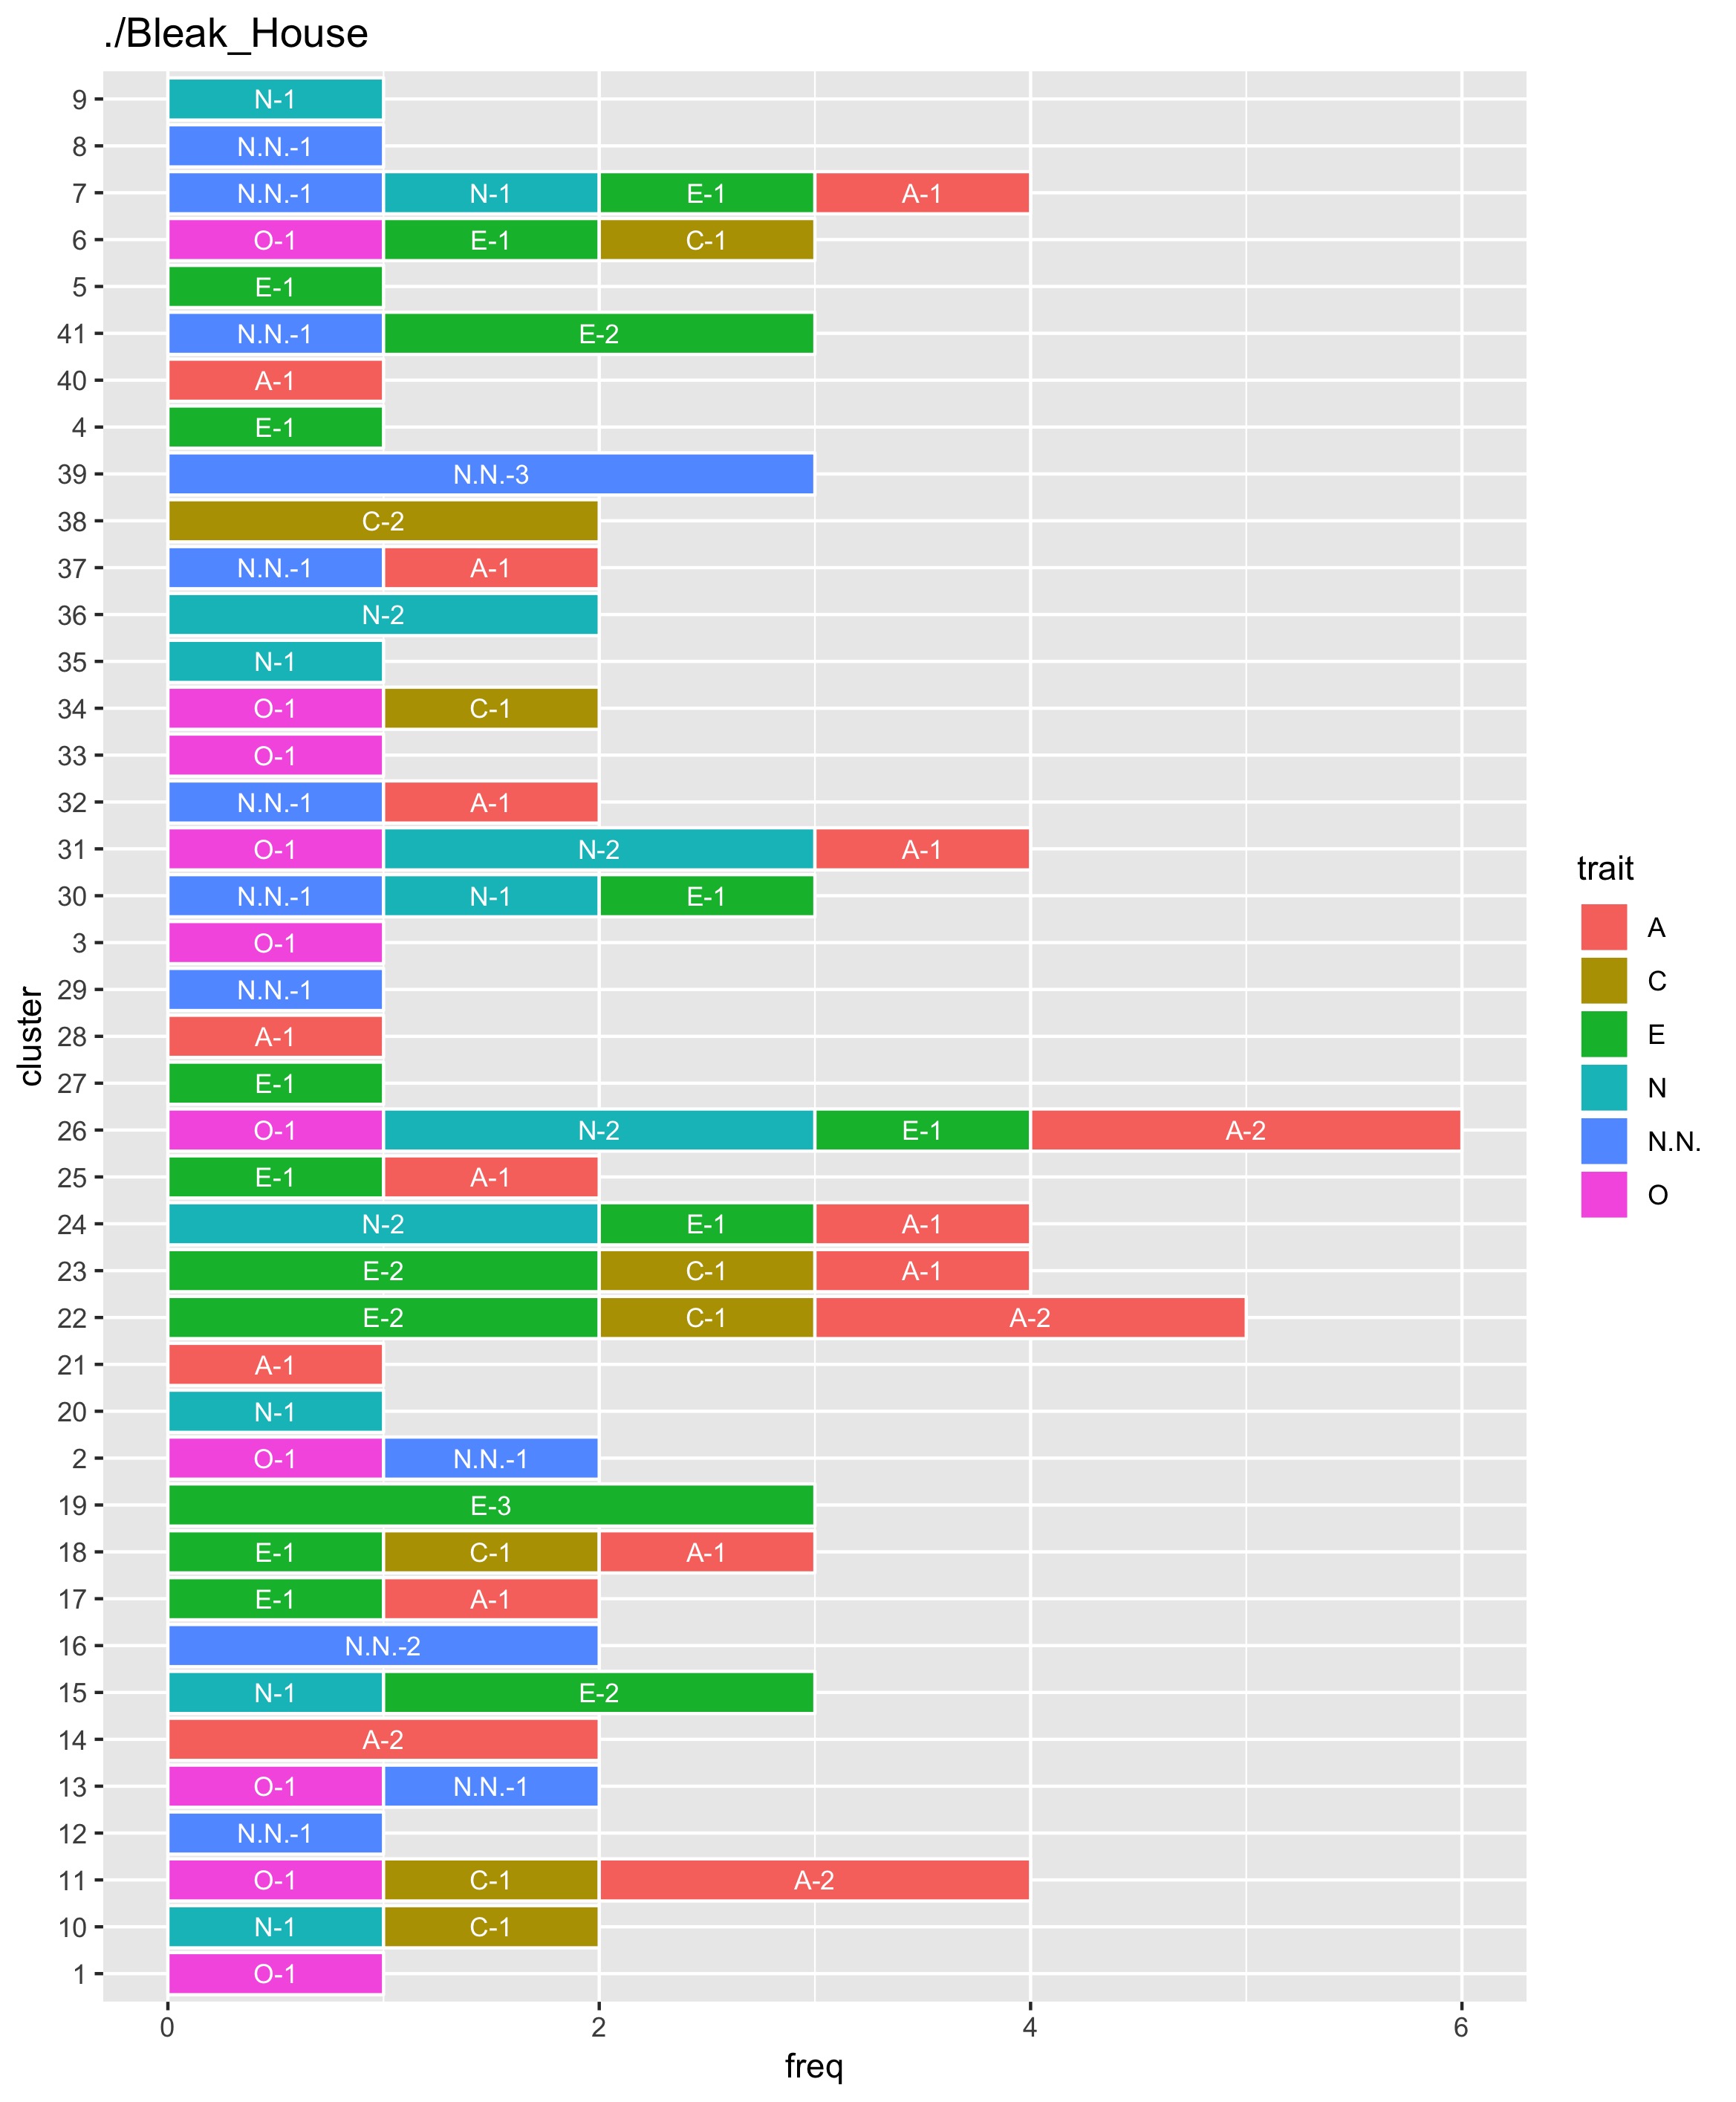 ./Bleak_House
9 N-1
8 N.N.-1
7 N.N.-1 N-1 E-1 A-1
6 O-1 E-1 C-1
5 E-1
41 N.N.-1 E-2
40 A-1
4 E-1
39 N.N.-3
38 C-2
37 N.N.-1 A-1
36 N-2
35 N-1
34 O-1 C-1
33 O-1
32 N.N.-1 A-1
31 O-1 N-2 A-1
30 N.N.-1 N-1 E-1
3 O-1
29 N.N.-1
28 A-1
27 E-1
26 O-1 N-2 E-1 A-2
25 E-1 A-1
24 N-2 E-1 A-1
23 E-2 C-1 A-1
22 E-2 C-1 A-2
21 A-1
20 N-1
2 O-1 N.N.-1
19 E-3
18 E-1 C-1 A-1
17 E-1 A-1
16 N.N.-2
15 N-1 E-2
14 A-2
13 O-1 N.N.-1
12 N.N.-1
11 O-1 C-1 A-2
10 N-1 C-1
1 O-1
0 2 4 6
freq
cluster
trait
A
C
E
N
N.N.
O